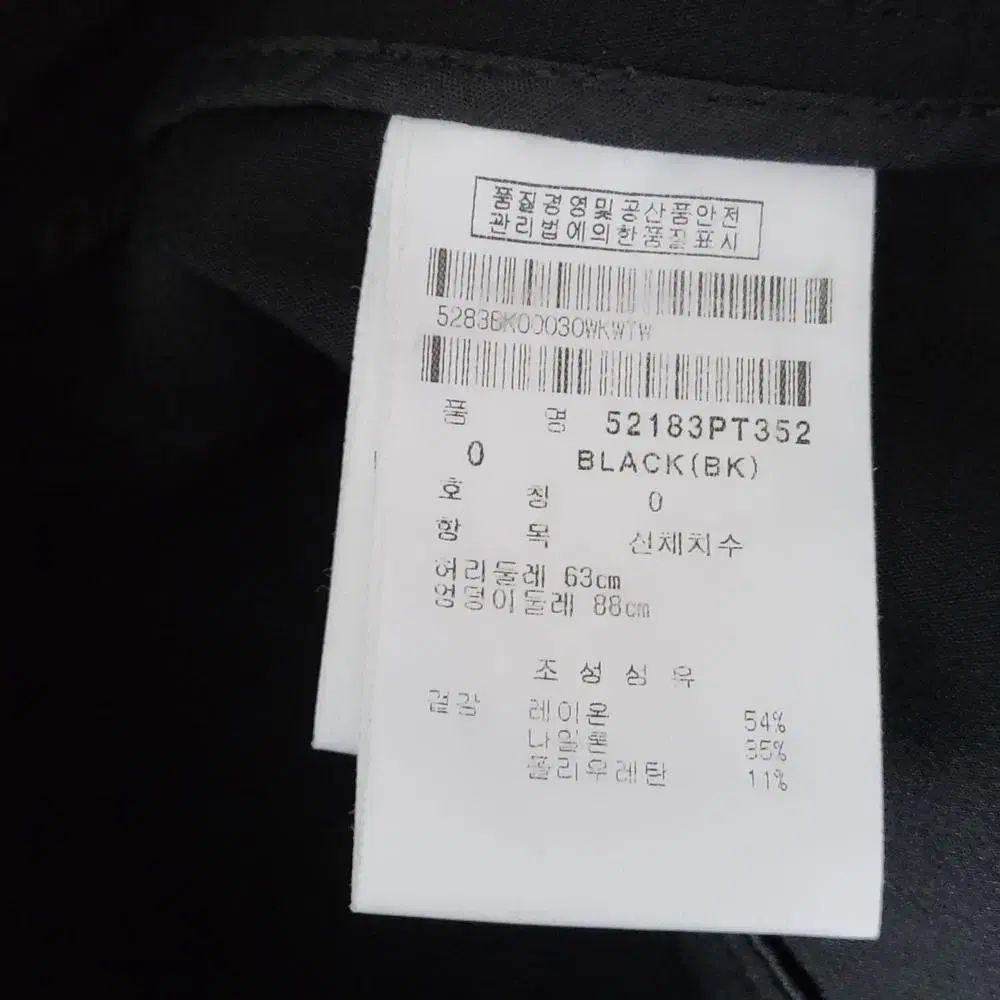 품질경영및공산품안전
관리법에의한품질표시
5283BK00030WKWTW
품 명 52183PT352
0 BLACK(BK)
호 칭 0
항 목 신체치수
허리둘레 63cm
엉덩이둘레 88cm
조 성 섬 유
겉감 레이온 54%
나일론 35%
폴리우레탄 11%